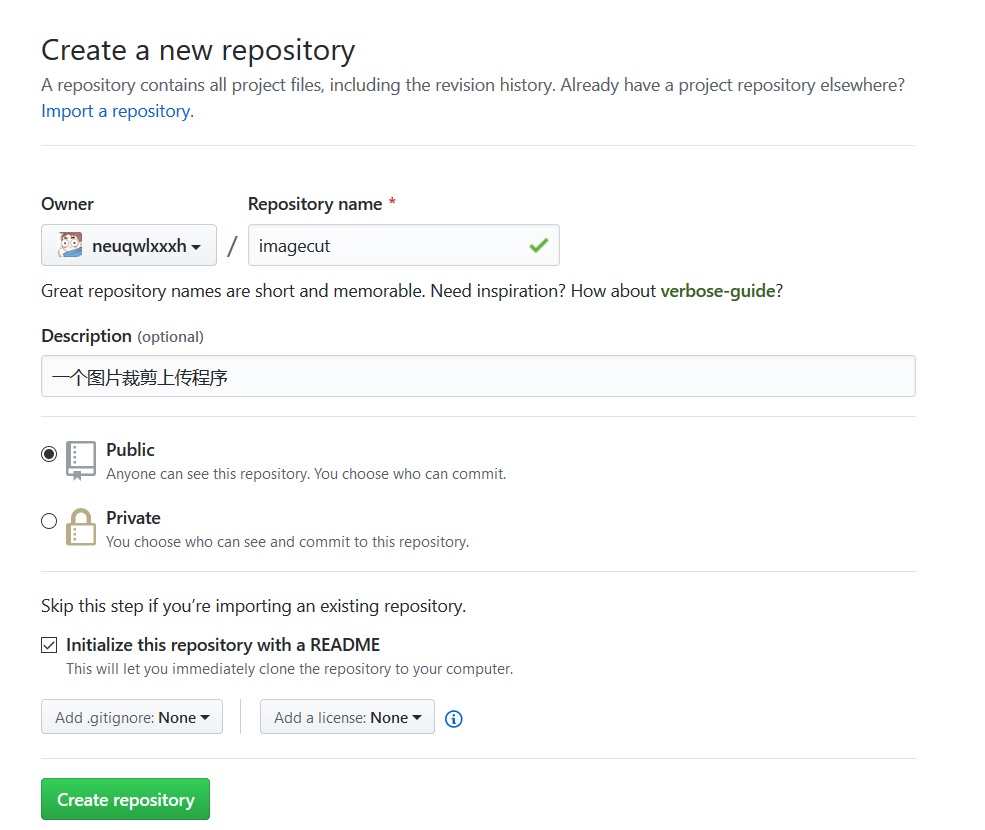 Create a new repository
A repository contains all project files, including the revision history. Already have a project repository elsewhere?
Import a repository.
Owner
Repository name *
neuqwlxxxh / imagecut
Great repository names are short and memorable. Need inspiration? How about verbose-guide?
Description (optional)
一个图片裁剪上传程序
Public
Anyone can see this repository. You choose who can commit.
Private
You choose who can see and commit to this repository.
Skip this step if you’re importing an existing repository.
Initialize this repository with a README
This will let you immediately clone the repository to your computer.
Add .gitignore: None
Add a license: None
Create repository